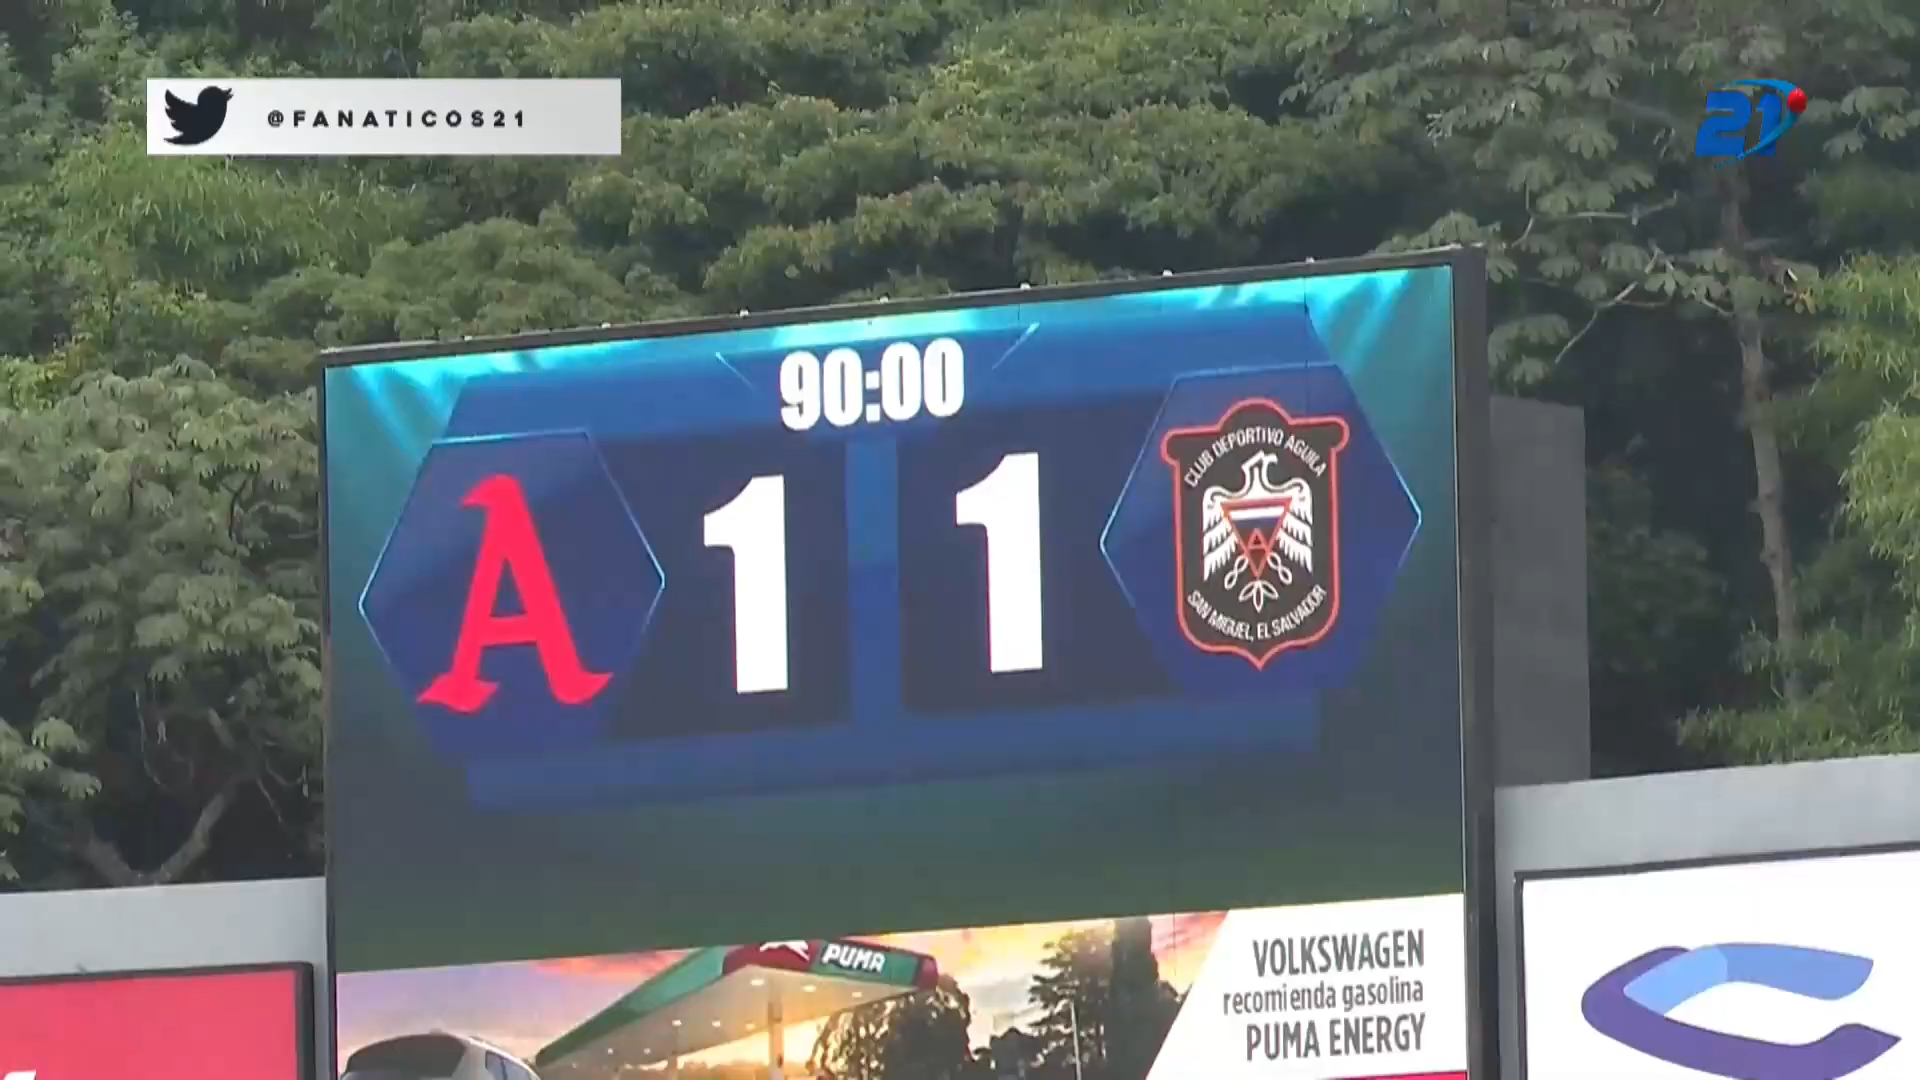 @FANATICOS21
21
90:00
A 1 1
CLUB DEPORTIVO AGUILA
A
SAN MIGUEL, EL SALVADOR
PUMA
VOLKSWAGEN
recomienda gasolina
PUMA ENERGY